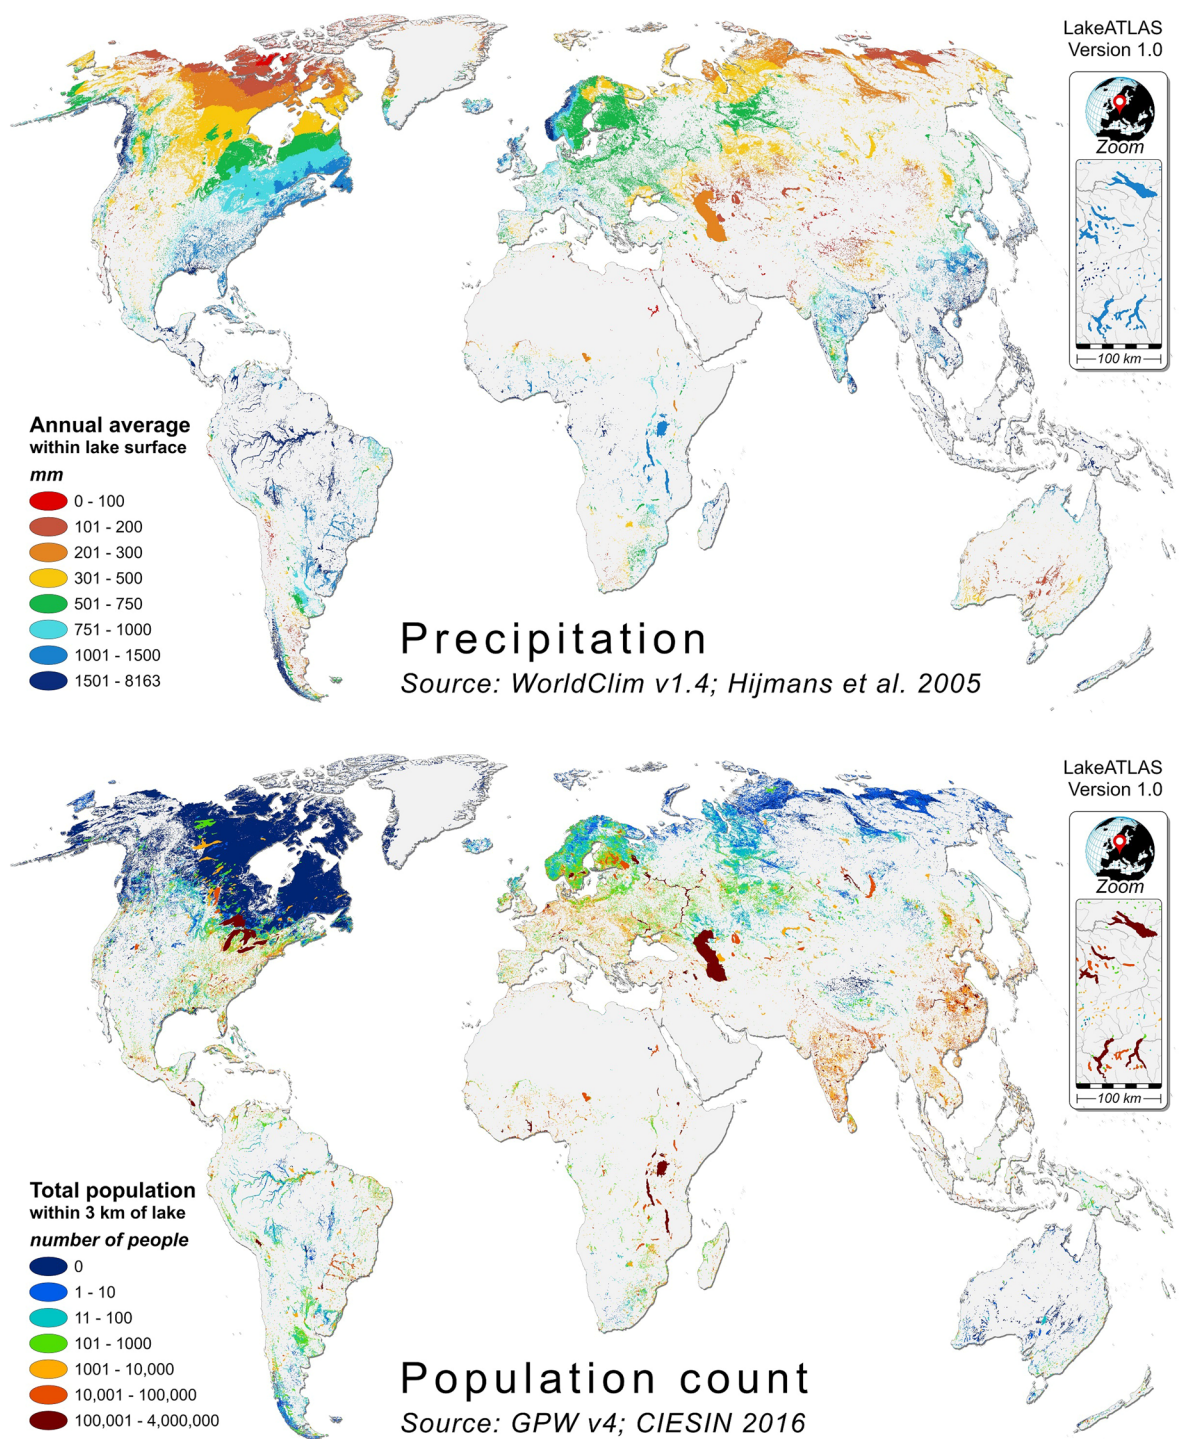 LakeATLAS
Version 1.0
Zoom
100 km
Annual average
within lake surface
mm
0 - 100
101 - 200
201 - 300
301 - 500
501 - 750
751 - 1000
1001 - 1500
1501 - 8163
Precipitation
Source: WorldClim v1.4; Hijmans et al. 2005
LakeATLAS
Version 1.0
Zoom
100 km
Total population
within 3 km of lake
number of people
0
1 - 10
11 - 100
101 - 1000
1001 - 10,000
10,001 - 100,000
100,001 - 4,000,000
Population count
Source: GPW v4; CIESIN 2016